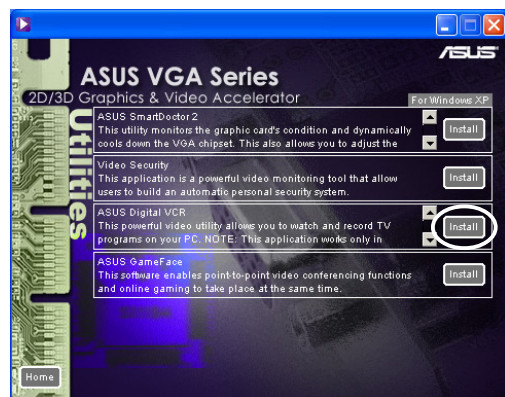 ASUS
ASUS VGA Series
2D/3D Graphics & Video Accelerator
For Windows XP
Utilities
ASUS SmartDoctor 2
This utility monitors the graphic card's condition and dynamically
cools down the VGA chipset. This also allows you to adjust the
Install
Video Security
This application is a powerful video monitoring tool that allow
users to build an automatic personal security system.
Install
ASUS Digital VCR
This powerful video utility allows you to watch and record TV
programs on your PC. NOTE: This application works only in
Install
ASUS GameFace
This software enables point-to-point video conferencing functions
and online gaming to take place at the same time.
Install
Home